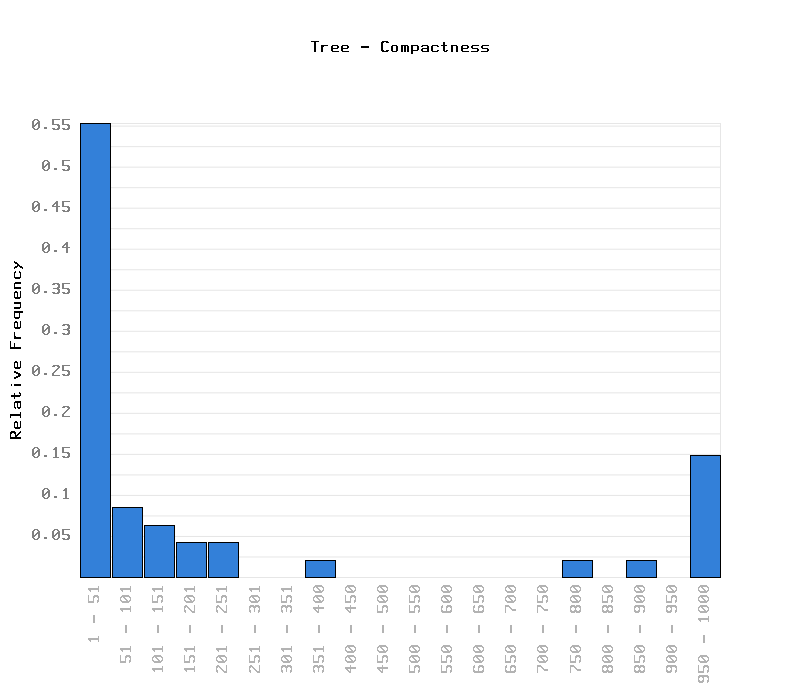 Tree - Compactness
Relative Frequency
0.55
0.5
0.45
0.4
0.35
0.3
0.25
0.2
0.15
0.1
0.05
1 - 51
51 - 101
101 - 151
151 - 201
201 - 251
251 - 301
301 - 351
351 - 400
400 - 450
450 - 500
500 - 550
550 - 600
600 - 650
650 - 700
700 - 750
750 - 800
800 - 850
850 - 900
900 - 950
950 - 1000